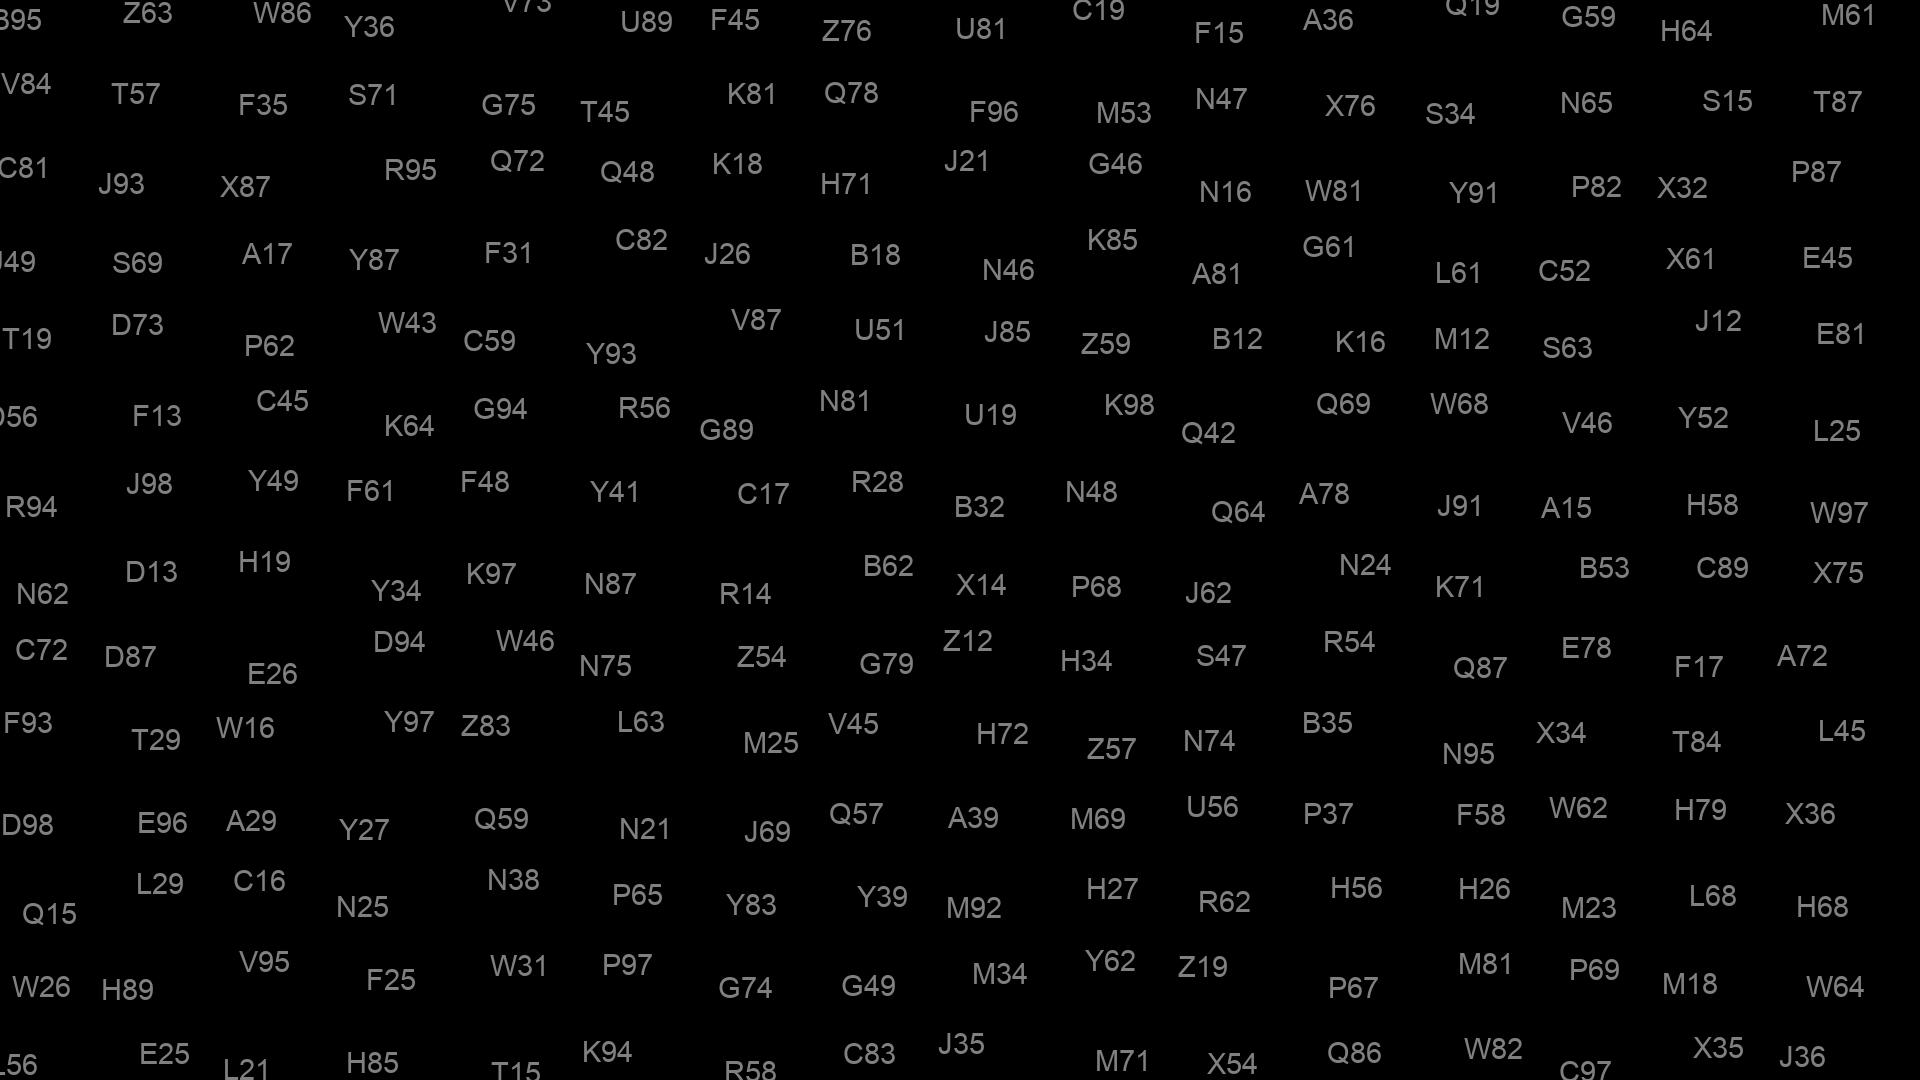 B95 Z63 W86 Y36 V73 U89 F45 Z76 U81 C19 F15 A36 Q19 G59 H64 M61
V84 T57 F35 S71 G75 T45 K81 Q78 F96 M53 N47 X76 S34 N65 S15 T87
C81 J93 X87 R95 Q72 Q48 K18 H71 J21 G46 N16 W81 Y91 P82 X32 P87
J49 S69 A17 Y87 F31 C82 J26 B18 N46 K85 A81 G61 L61 C52 X61 E45
T19 D73 P62 W43 C59 Y93 V87 U51 J85 Z59 B12 K16 M12 S63 J12 E81
F13 C45 K64 G94 R56 G89 N81 U19 K98 Q42 Q69 W68 V46 Y52 L25
R94 J98 Y49 F61 F48 Y41 C17 R28 B32 N48 Q64 A78 J91 A15 H58 W97
N62 D13 H19 Y34 K97 N87 R14 B62 X14 P68 J62 N24 K71 B53 C89 X75
C72 D87 E26 D94 W46 N75 Z54 G79 Z12 H34 S47 R54 Q87 E78 F17 A72
F93 T29 W16 Y97 Z83 L63 M25 V45 H72 Z57 N74 B35 N95 X34 T84 L45
D98 E96 A29 Y27 Q59 N21 J69 Q57 A39 M69 U56 P37 F58 W62 H79 X36
Q15 L29 C16 N25 N38 P65 Y83 Y39 M92 H27 R62 H56 H26 M23 L68 H68
W26 H89 V95 F25 W31 P97 G74 G49 M34 Y62 Z19 P67 M81 P69 M18 W64
L56 E25 L21 H85 T15 K94 R58 C83 J35 M71 X54 Q86 W82 C97 X35 J36